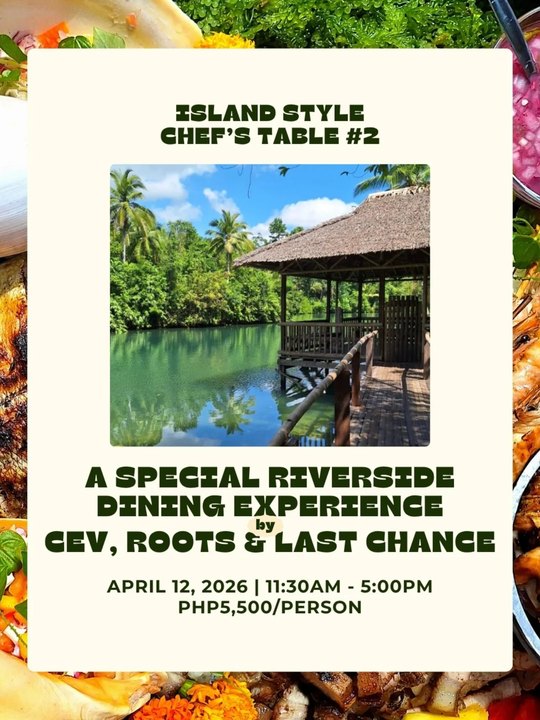 ISLAND STYLE
CHEF'S TABLE #2
A SPECIAL RIVERSIDE
DINING EXPERIENCE
by
CEV, ROOTS & LAST CHANCE
APRIL 12, 2026 | 11:30AM - 5:00PM
PHP5,500/PERSON